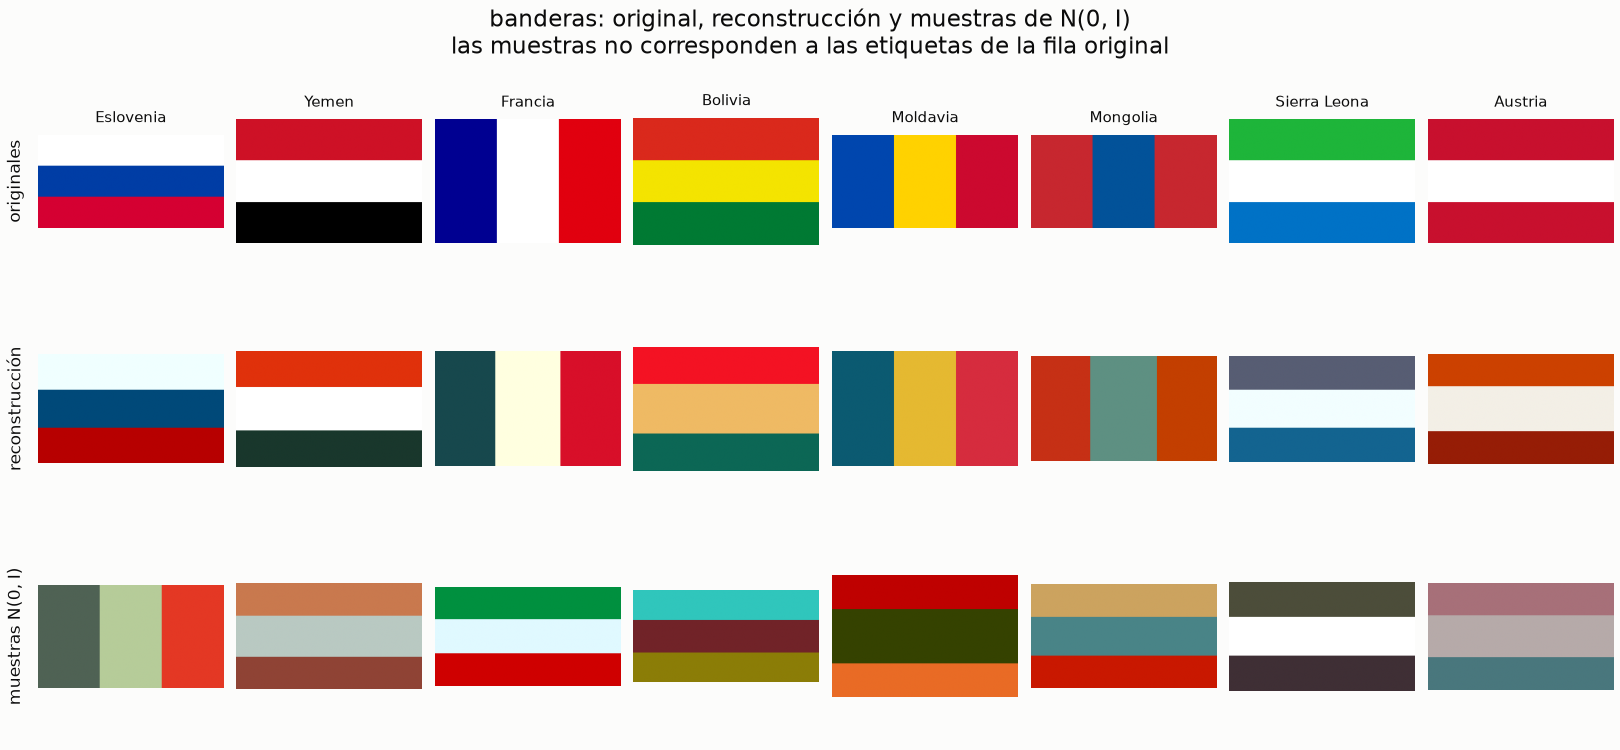 banderas: original, reconstrucción y muestras de N(0, I)
las muestras no corresponden a las etiquetas de la fila original
Eslovenia
Yemen
Francia
Bolivia
Moldavia
Mongolia
Sierra Leona
Austria
originales
reconstrucción
muestras N(0, I)